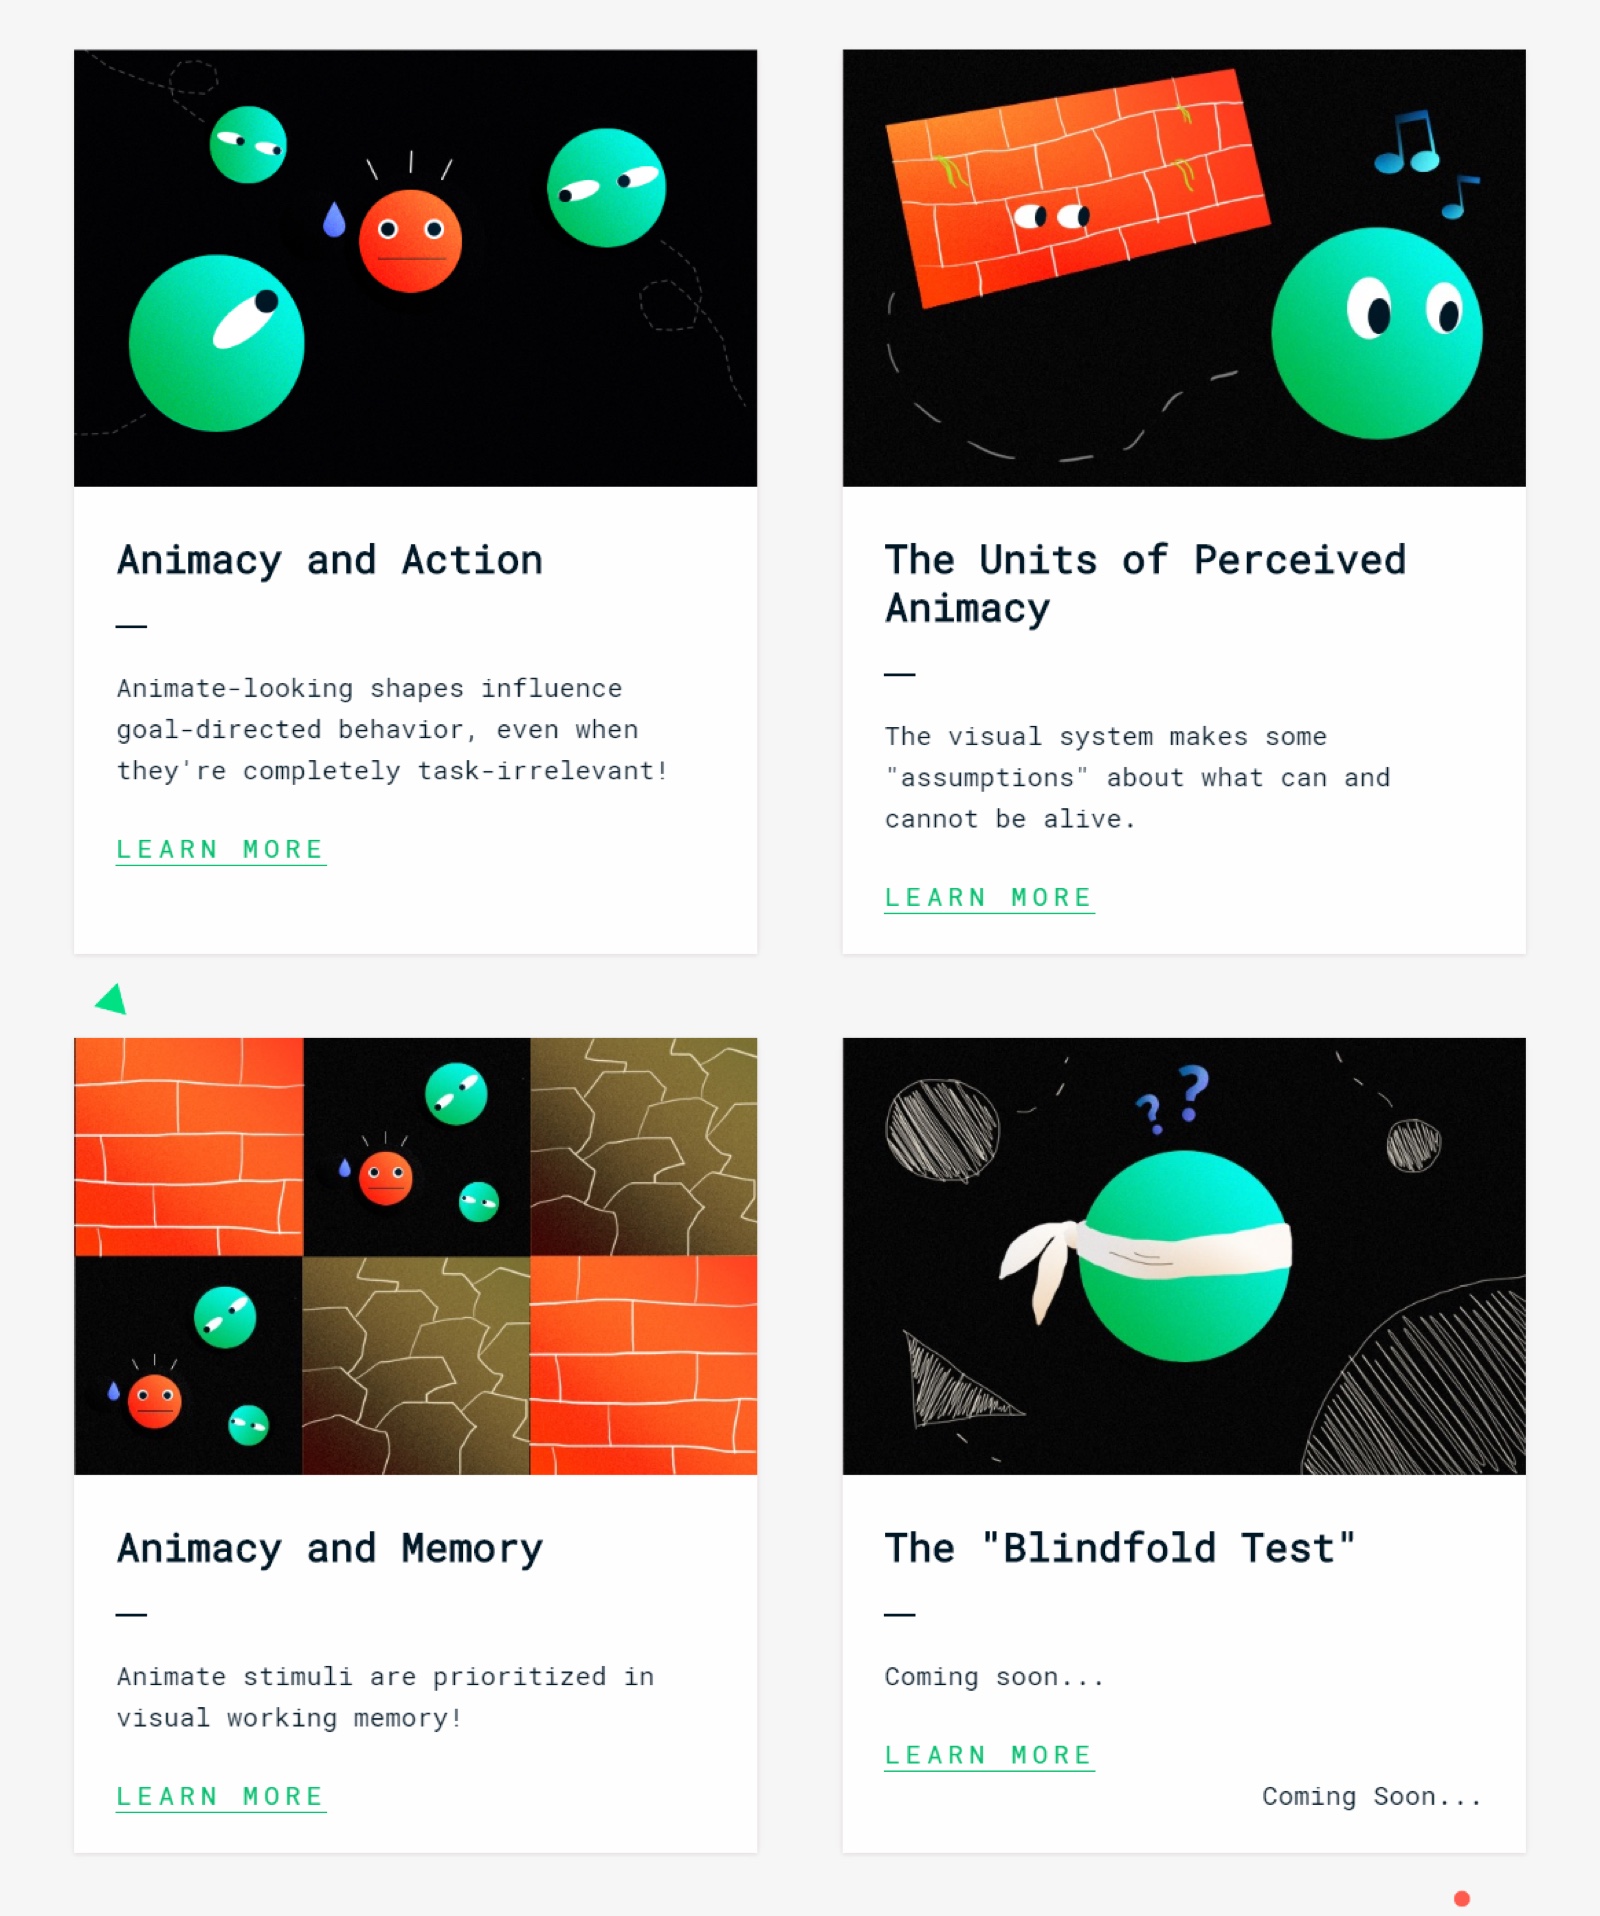 Animacy and Action
Animate-looking shapes influence
goal-directed behavior, even when
they're completely task-irrelevant!
LEARN MORE
The Units of Perceived
Animacy
The visual system makes some
"assumptions" about what can and
cannot be alive.
LEARN MORE
??
Animacy and Memory
Animate stimuli are prioritized in
visual working memory!
LEARN MORE
The "Blindfold Test"
Coming soon...
LEARN MORE
Coming Soon...